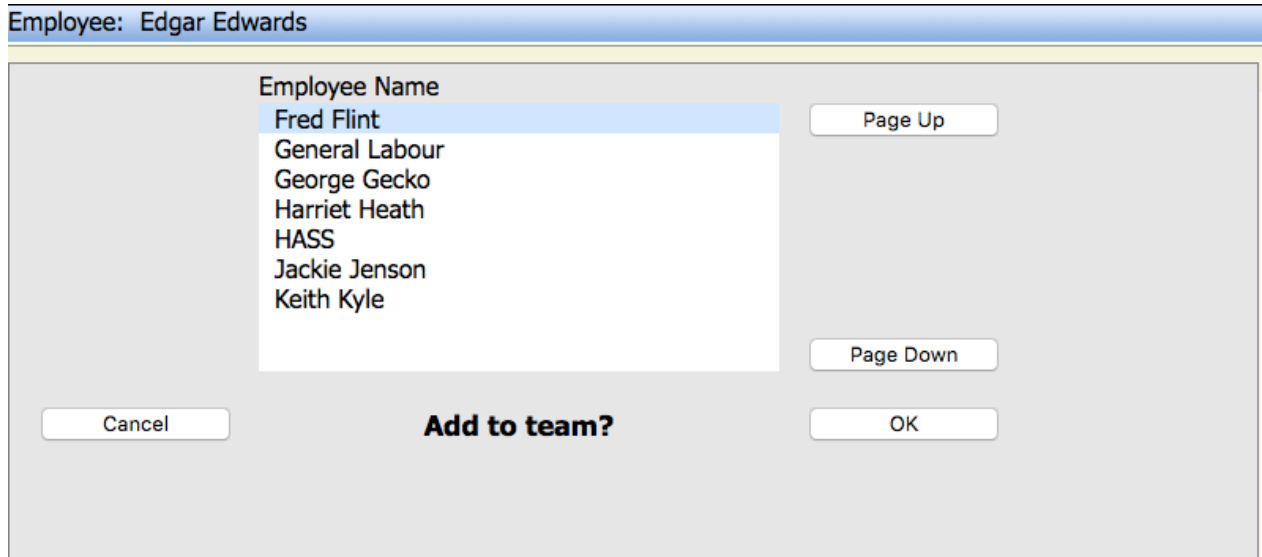 Employee: Edgar Edwards
Employee Name
Fred Flint
Page Up
General Labour
George Gecko
Harriet Heath
HASS
Jackie Jenson
Keith Kyle
Page Down
Cancel
Add to team?
OK